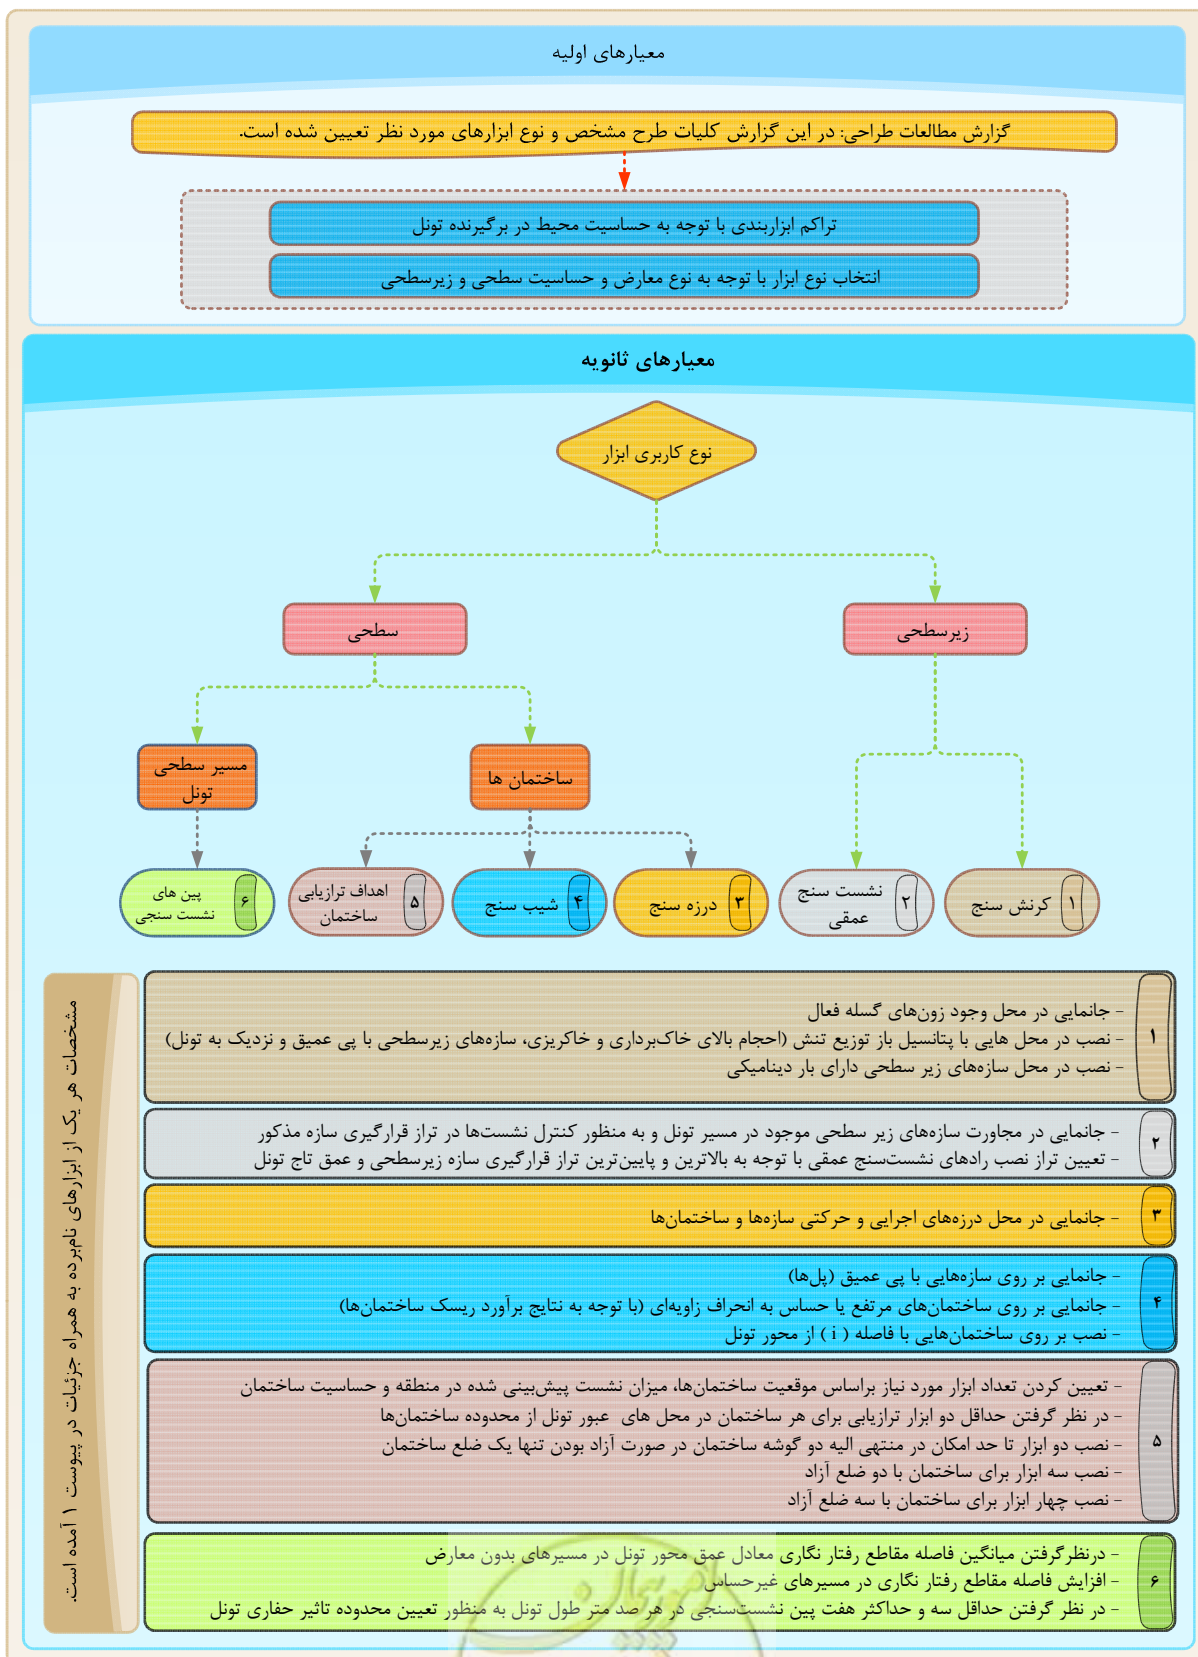 معیارهای اولیه
گزارش مطالعات طراحی: در این گزارش کلیات طرح مشخص و نوع ابزارهای مورد نظر تعیین شده است.
تراکم ابزاربندی با توجه به حساسیت محیط در برگیرنده تونل
انتخاب نوع ابزار با توجه به نوع معارض و حساسیت سطحی و زیرسطحی
معیارهای ثانویه
نوع کاربری ابزار
زیرسطحی
سطحی
ساختمان ها
مسیر سطحی
تونل
۱ کرنش سنج
۲ نشست سنج
عمقی
۳ درزه سنج
۴ شیب سنج
۵ اهداف ترازیابی
ساختمان
۶ پین های
نشست سنجی
۱
- جانمایی در محل وجود زون‌های گسله فعال
- نصب در محل هایی با پتانسیل باز توزیع تنش (احجام بالای خاک‌برداری و خاکریزی، سازه‌های زیرسطحی با پی عمیق و نزدیک به تونل)
- نصب در محل سازه‌های زیر سطحی دارای بار دینامیکی
۲
- جانمایی در مجاورت سازه‌های زیر سطحی موجود در مسیر تونل و به منظور کنترل نشست‌ها در تراز قرارگیری سازه مذکور
- تعیین تراز نصب رادهای نشست‌سنج عمقی با توجه به بالاترین و پایین‌ترین تراز قرارگیری سازه زیرسطحی و عمق تاج تونل
۳
- جانمایی در محل درزه‌های اجرایی و حرکتی سازه‌ها و ساختمان‌ها
۴
- جانمایی بر روی سازه‌هایی با پی عمیق (پل‌ها)
- جانمایی بر روی ساختمان‌های مرتفع یا حساس به انحراف زاویه‌ای (با توجه به نتایج برآورد ریسک ساختمان‌ها)
- نصب بر روی ساختمان‌هایی با فاصله ( i ) از محور تونل
۵
- تعیین کردن تعداد ابزار مورد نیاز براساس موقعیت ساختمان‌ها، میزان نشست پیش‌بینی شده در منطقه و حساسیت ساختمان
- در نظر گرفتن حداقل دو ابزار ترازیابی برای هر ساختمان در محل های عبور تونل از محدوده ساختمان‌ها
- نصب دو ابزار تا حد امکان در منتهی الیه دو گوشه ساختمان در صورت آزاد بودن تنها یک ضلع ساختمان
- نصب سه ابزار برای ساختمان با دو ضلع آزاد
- نصب چهار ابزار برای ساختمان با سه ضلع آزاد
۶
- درنظرگرفتن میانگین فاصله مقاطع رفتار نگاری معادل عمق محور تونل در مسیرهای بدون معارض
- افزایش فاصله مقاطع رفتار نگاری در مسیرهای غیرحساس
- در نظر گرفتن حداقل سه و حداکثر هفت پین نشست‌سنجی در هر صد متر طول تونل به منظور تعیین محدوده تاثیر حفاری تونل
مشخصات هر یک از ابزارهای نام‌برده به همراه جزئیات در پیوست ۱ آمده است.